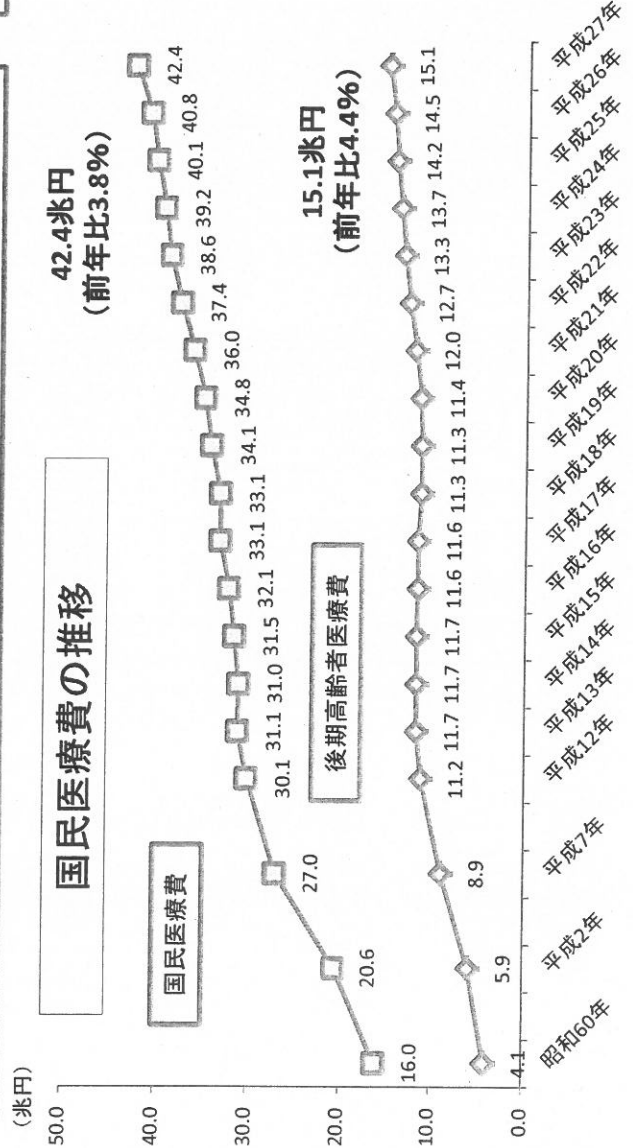 国民医療費の推移
(兆円)
50.0
40.0
30.0
20.0
10.0
0.0
国民医療費
42.4兆円
(前年比3.8%)
16.0
20.6
27.0
30.1 31.1 31.0 31.5 32.1 33.1 33.1 34.1 34.8 36.0 37.4 38.6 39.2 40.1 40.8 42.4
後期高齢者医療費
15.1兆円
(前年比4.4%)
4.1
5.9
8.9
11.2 11.7 11.7 11.7 11.6 11.6 11.3 11.3 11.4 12.0 12.7 13.3 13.7 14.2 14.5 15.1
昭和60年
平成2年
平成7年
平成12年
平成13年
平成14年
平成15年
平成16年
平成17年
平成18年
平成19年
平成20年
平成21年
平成22年
平成23年
平成24年
平成25年
平成26年
平成27年